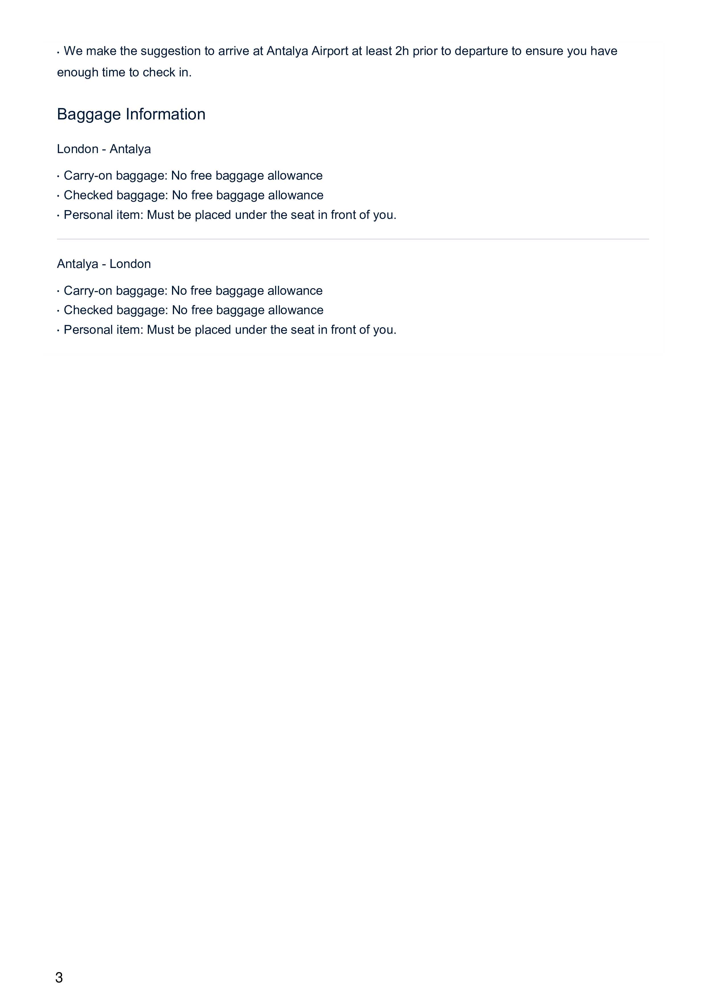 · We make the suggestion to arrive at Antalya Airport at least 2h prior to departure to ensure you have
enough time to check in.
Baggage Information
London - Antalya
· Carry-on baggage: No free baggage allowance
· Checked baggage: No free baggage allowance
· Personal item: Must be placed under the seat in front of you.
Antalya - London
· Carry-on baggage: No free baggage allowance
· Checked baggage: No free baggage allowance
· Personal item: Must be placed under the seat in front of you.
3